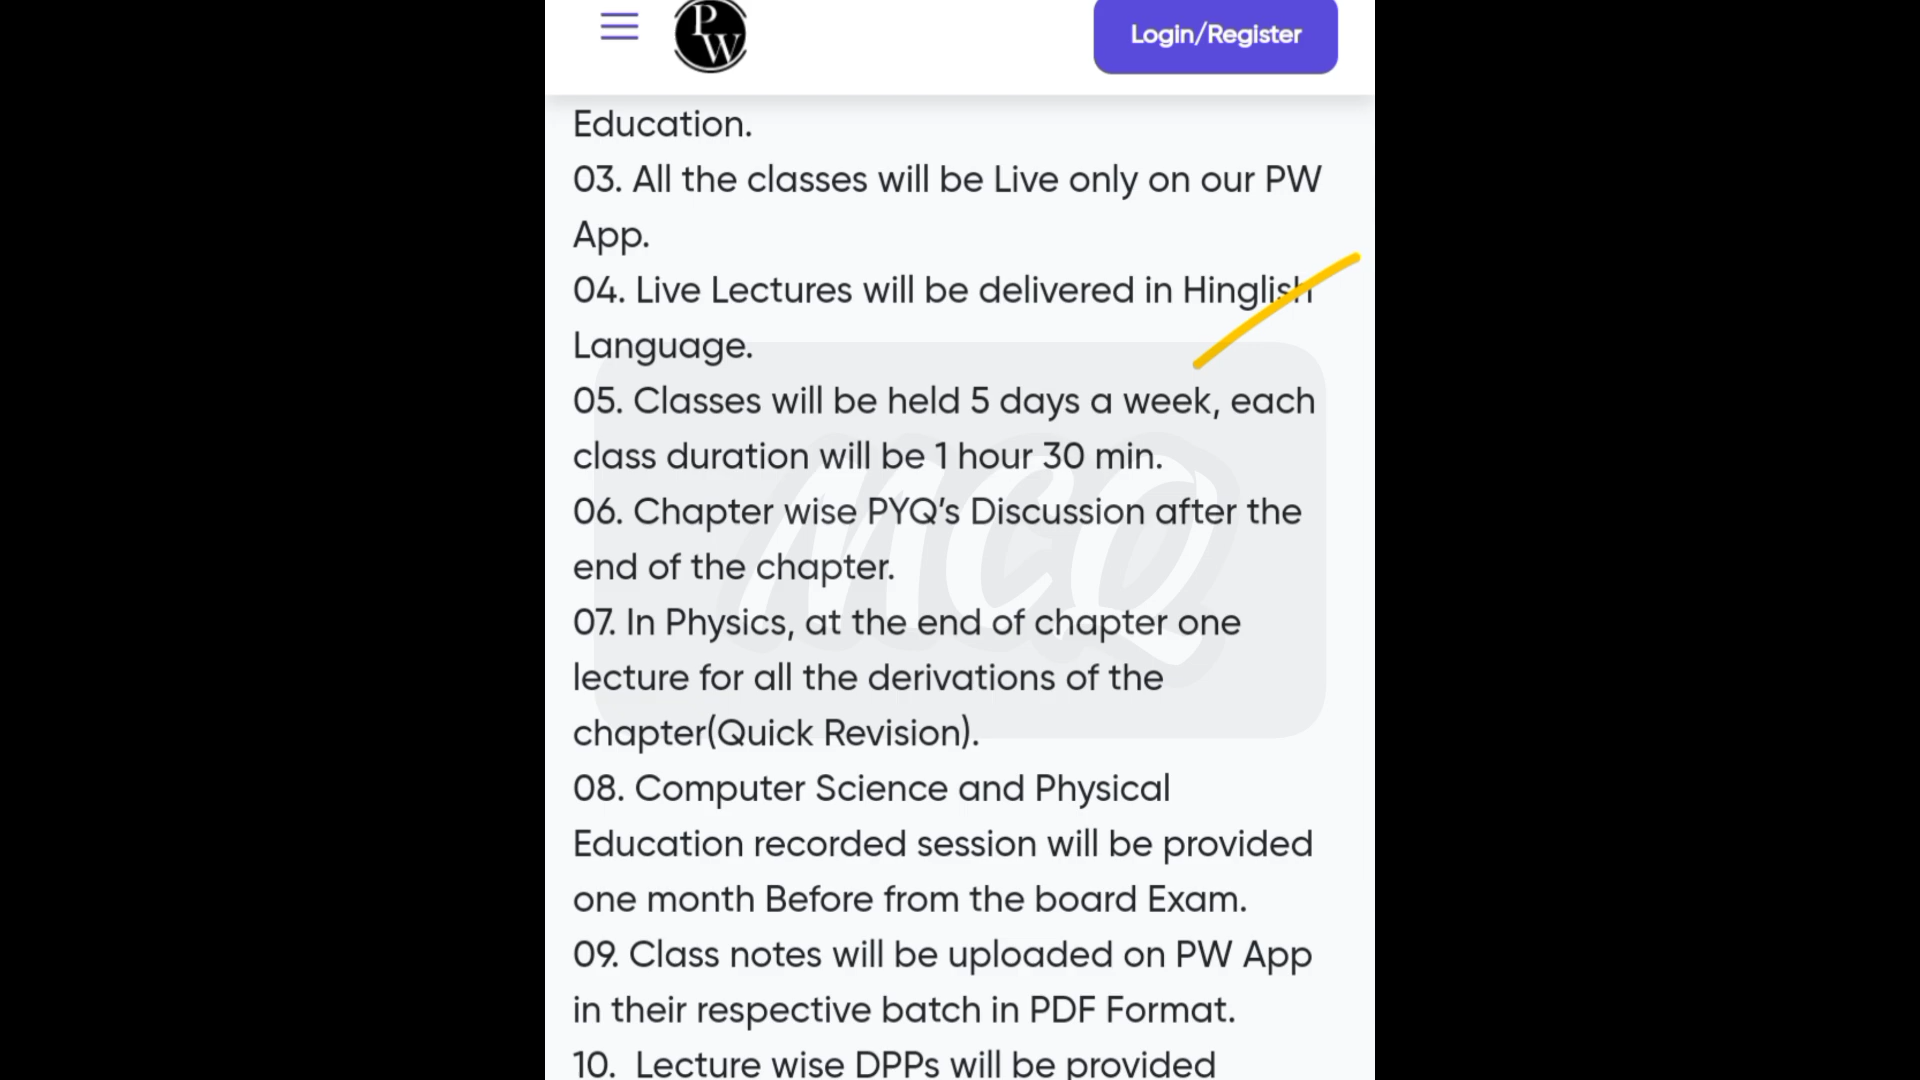 PW
Login/Register
Education.
03. All the classes will be Live only on our PW
App.
04. Live Lectures will be delivered in Hinglish
Language.
05. Classes will be held 5 days a week, each
class duration will be 1 hour 30 min.
06. Chapter wise PYQ’s Discussion after the
end of the chapter.
07. In Physics, at the end of chapter one
lecture for all the derivations of the
chapter(Quick Revision).
08. Computer Science and Physical
Education recorded session will be provided
one month Before from the board Exam.
09. Class notes will be uploaded on PW App
in their respective batch in PDF Format.
10.  Lecture wise DPPs will be provided
MCQ